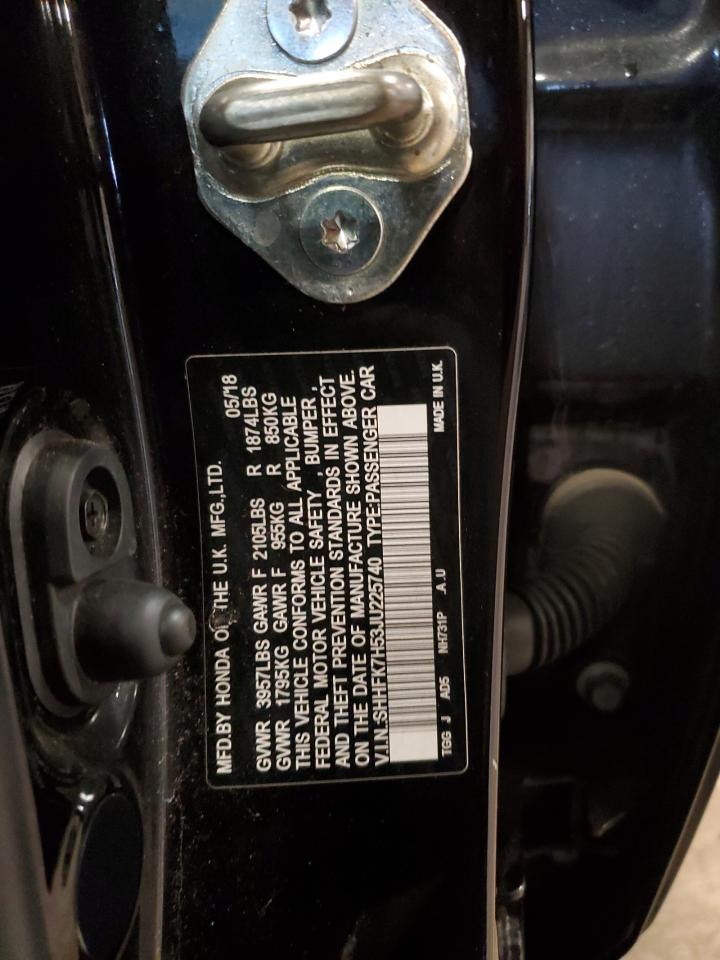 MFD.BY HONDA OF THE U.K. MFG.,LTD. 05/18
GVWR 3957LBS GAWR F 2105LBS R 1874LBS
GVWR 1795KG GAWR F 955KG R 850KG
THIS VEHICLE CONFORMS TO ALL APPLICABLE
FEDERAL MOTOR VEHICLE SAFETY , BUMPER ,
AND THEFT PREVENTION STANDARDS IN EFFECT
ON THE DATE OF MANUFACTURE SHOWN ABOVE.
V.I.N.SHHFK7H53JU225740 TYPE:PASSENGER CAR
TGG J AD5 NH731P .A.U MADE IN U.K.